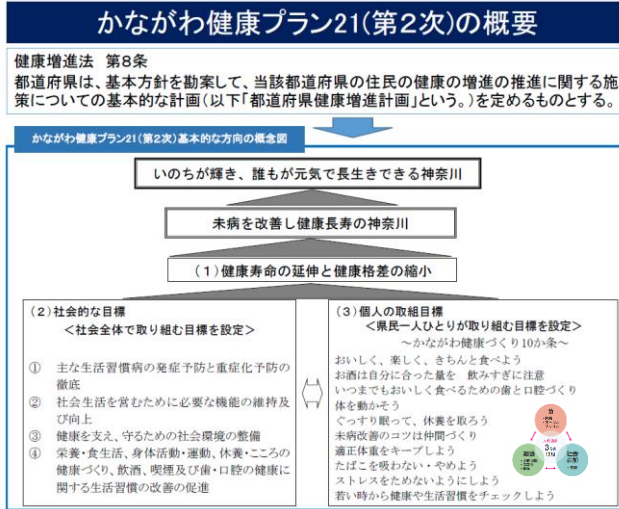 かながわ健康プラン21(第２次)の概要
健康増進法　第８条
都道府県は、基本方針を勘案して、当該都道府県の住民の健康の増進の推進に関する施
策についての基本的な計画(以下「都道府県健康増進計画」という。)を定めるものとする。
かながわ健康プラン21(第２次)基本的な方向の概念図
いのちが輝き、誰もが元気で長生きできる神奈川
未病を改善し健康長寿の神奈川
(１)健康寿命の延伸と健康格差の縮小
(２)社会的な目標
＜社会全体で取り組む目標を設定＞
① 主な生活習慣病の発症予防と重症化予防の
徹底
② 社会生活を営むために必要な機能の維持及
び向上
③ 健康を支え、守るための社会環境の整備
④ 栄養・食生活、身体活動・運動、休養・こころの
健康づくり、飲酒、喫煙及び歯・口腔の健康に
関する生活習慣の改善の促進
(３)個人の取組目標
＜県民一人ひとりが取り組む目標を設定＞
～かながわ健康づくり10か条～
おいしく、楽しく、きちんと食べよう
お酒は自分に合った量を　飲みすぎに注意
いつまでもおいしく食べるための歯と口腔づくり
体を動かそう
ぐっすり眠って、休養を取ろう
未病改善のコツは仲間づくり
適正体重をキープしよう
たばこを吸わない・やめよう
ストレスをためないようにしよう
若い時から健康や生活習慣をチェックしよう
食
社会
参加